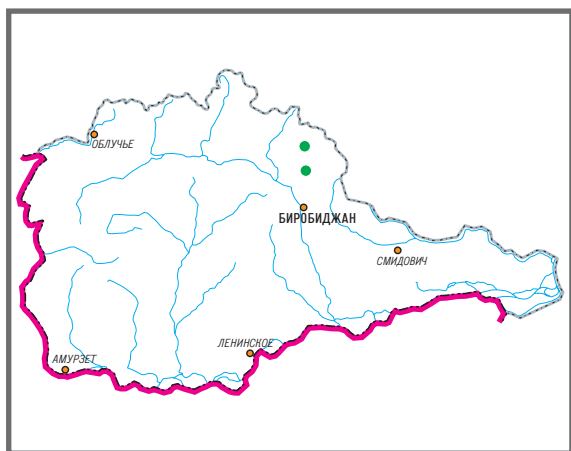 ОБЛУЧЬЕ
БИРОБИДЖАН
СМИДОВИЧ
ЛЕНИНСКОЕ
АМУРЗЕТ